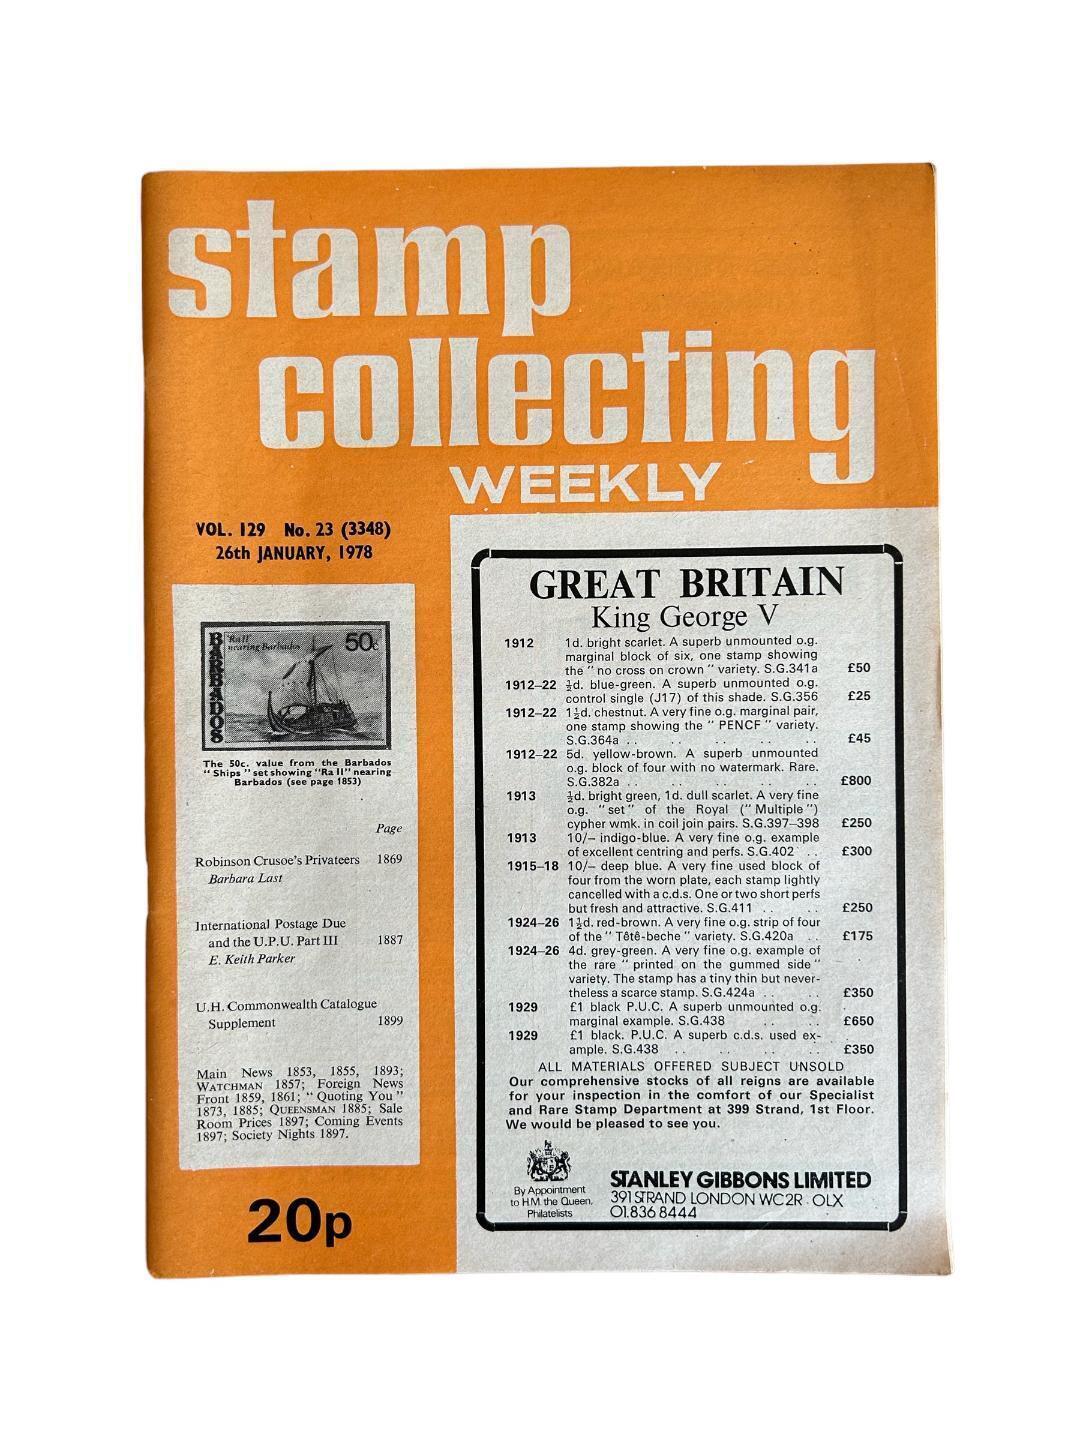 stamp
collecting
WEEKLY
VOL. 129 No. 23 (3348)
26th JANUARY, 1978
BARBADOS
"Ra II"
nearing Barbados
50c
The 50c. value from the Barbados
"Ships" set showing "Ra II" nearing
Barbados (see page 1853)
Page
Robinson Crusoe's Privateers 1869
Barbara Last
International Postage Due
and the U.P.U. Part III 1887
E. Keith Parker
U.H. Commonwealth Catalogue
Supplement 1899
Main News 1853, 1855, 1893;
WATCHMAN 1857; Foreign News
Front 1859, 1861; "Quoting You"
1873, 1885; QUEENSMAN 1885; Sale
Room Prices 1897; Coming Events
1897; Society Nights 1897.
20p
GREAT BRITAIN
King George V
1912 1d. bright scarlet. A superb unmounted o.g.
marginal block of six, one stamp showing
the "no cross on crown" variety. S.G.341a £50
1912–22 ½d. blue-green. A superb unmounted o.g.
control single (J17) of this shade. S.G.356 £25
1912–22 1½d. chestnut. A very fine o.g. marginal pair,
one stamp showing the "PENCF" variety.
S.G.364a .. .. .. .. .. £45
1912–22 5d. yellow-brown. A superb unmounted
o.g. block of four with no watermark. Rare.
S.G.382a .. .. .. .. .. £800
1913 ½d. bright green, 1d. dull scarlet. A very fine
o.g. "set" of the Royal ("Multiple")
cypher wmk. in coil join pairs. S.G.397–398 £250
1913 10/– indigo-blue. A very fine o.g. example
of excellent centring and perfs. S.G.402 .. £300
1915–18 10/– deep blue. A very fine used block of
four from the worn plate, each stamp lightly
cancelled with a c.d.s. One or two short perfs
but fresh and attractive. S.G.411 .. .. £250
1924–26 1½d. red-brown. A very fine o.g. strip of four
of the "Têtê-beche" variety. S.G.420a .. £175
1924–26 4d. grey-green. A very fine o.g. example of
the rare "printed on the gummed side"
variety. The stamp has a tiny thin but never-
theless a scarce stamp. S.G.424a .. .. £350
1929 £1 black P.U.C. A superb unmounted o.g.
marginal example. S.G.438 .. .. £650
1929 £1 black. P.U.C. A superb c.d.s. used ex-
ample. S.G.438 .. .. .. .. £350
ALL MATERIALS OFFERED SUBJECT UNSOLD
Our comprehensive stocks of all reigns are available
for your inspection in the comfort of our Specialist
and Rare Stamp Department at 399 Strand, 1st Floor.
We would be pleased to see you.
By Appointment
to H.M. the Queen,
Philatelists
STANLEY GIBBONS LIMITED
391 STRAND LONDON WC2R OLX
01.836 8444